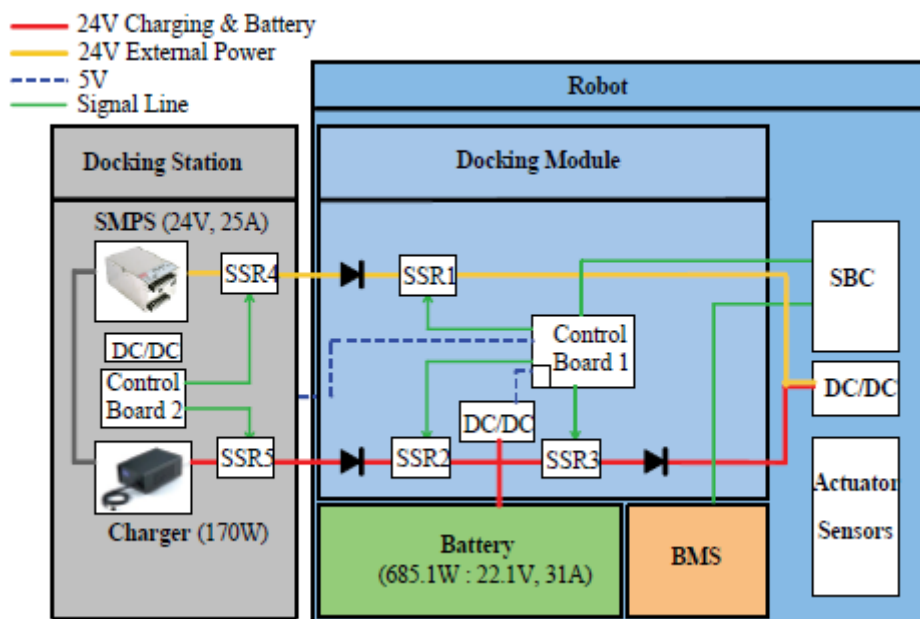 24V Charging & Battery
24V External Power
5V
Signal Line
Robot
Docking Station
Docking Module
SMPS (24V, 25A)
SSR4
SSR1
SBC
DC/DC
Control
Board 2
Control
Board 1
DC/DC
DC/DC
SSR5
SSR2
SSR3
Charger (170W)
Actuator
Sensors
Battery
(685.1W : 22.1V, 31A)
BMS